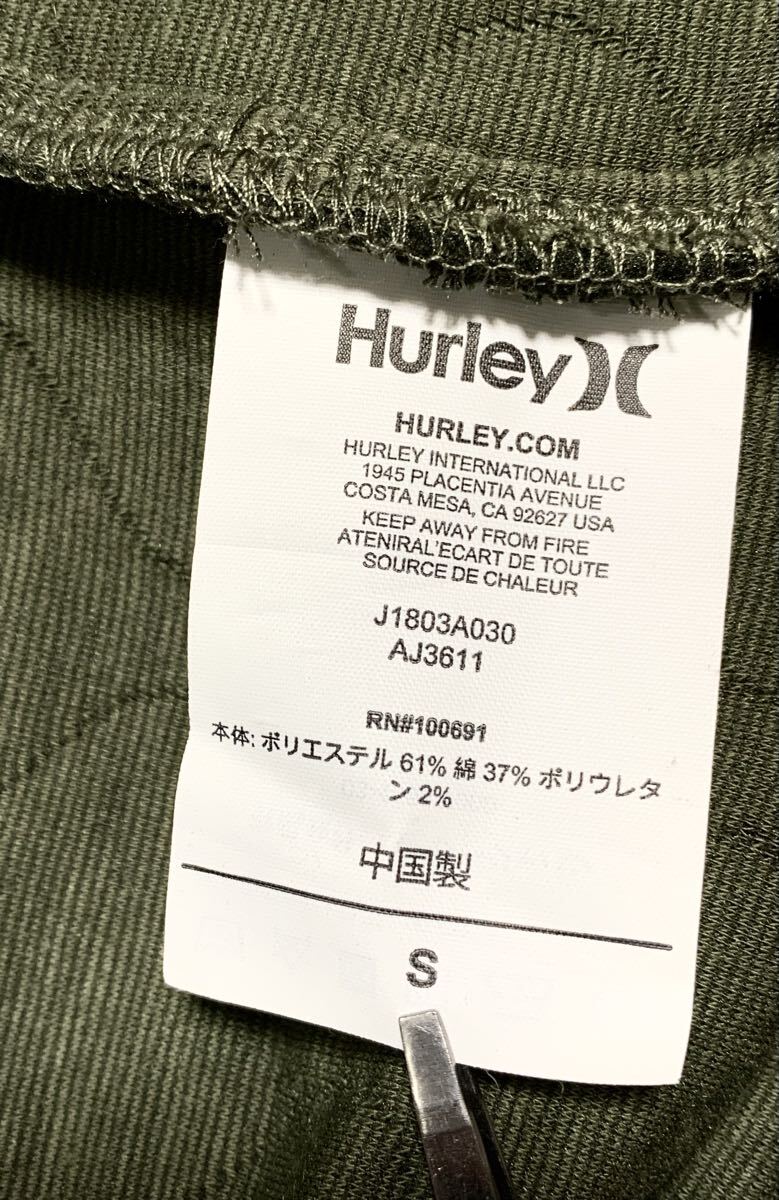 Hurley
HURLEY.COM
HURLEY INTERNATIONAL LLC
1945 PLACENTIA AVENUE
COSTA MESA, CA 92627 USA
KEEP AWAY FROM FIRE
ATENIRAL'ECART DE TOUTE
SOURCE DE CHALEUR
J1803A030
AJ3611
RN#100691
本体: ポリエステル 61% 綿 37% ポリウレタ
ン 2%
中国製
S